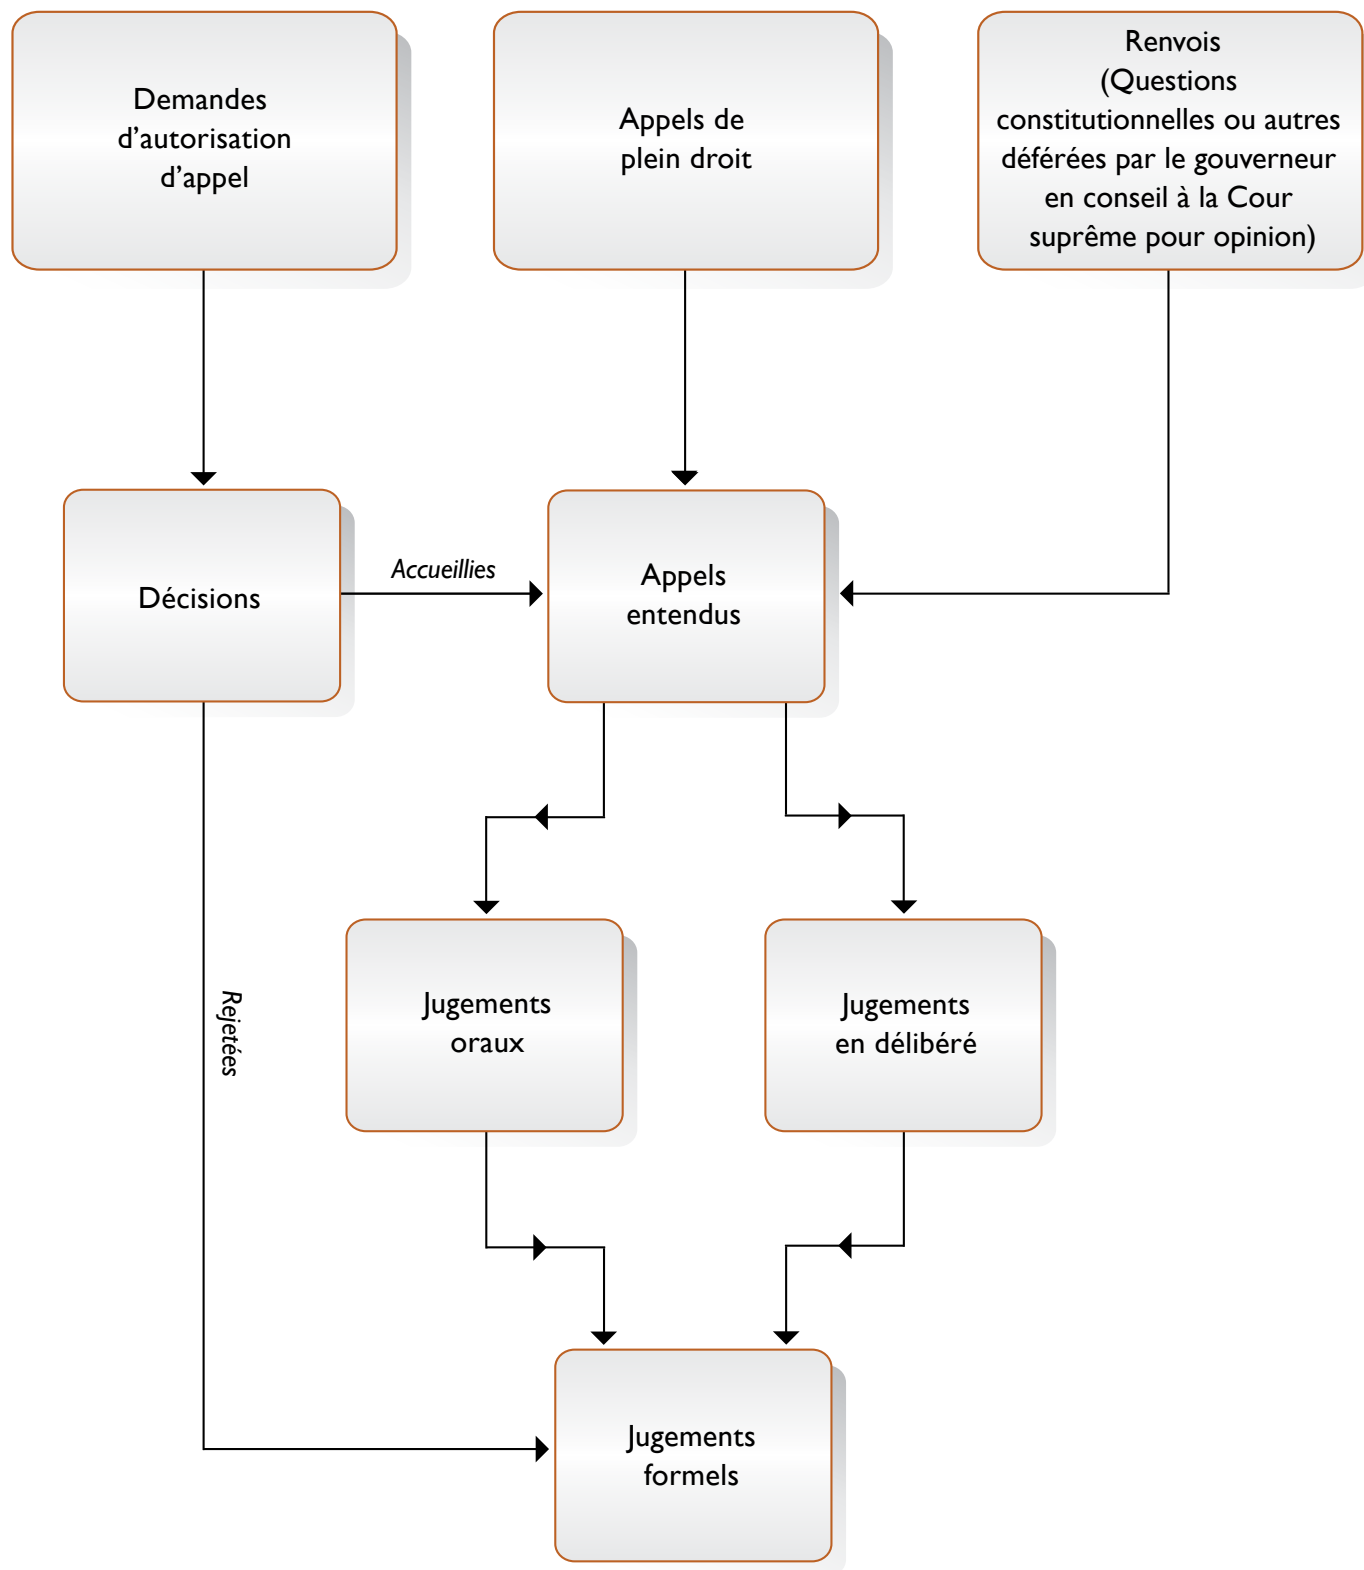 Demandes
d’autorisation
d’appel
Appels de
plein droit
Renvois
(Questions
constitutionnelles ou autres
déférées par le gouverneur
en conseil à la Cour
suprême pour opinion)
Décisions
Accueillies
Appels
entendus
Rejetées
Jugements
oraux
Jugements
en délibéré
Jugements
formels